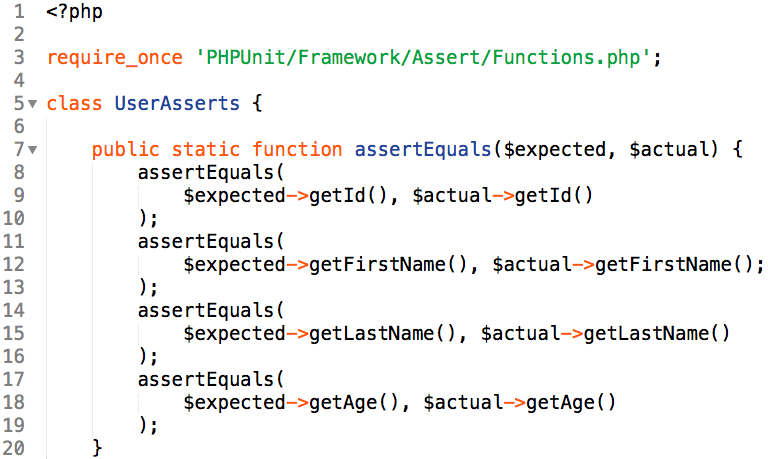 1 <?php
2
3 require_once 'PHPUnit/Framework/Assert/Functions.php';
4
5 class UserAsserts {
6
7     public static function assertEquals($expected, $actual) {
8         assertEquals(
9             $expected->getId(), $actual->getId()
10         );
11         assertEquals(
12             $expected->getFirstName(), $actual->getFirstName();
13         );
14         assertEquals(
15             $expected->getLastName(), $actual->getLastName()
16         );
17         assertEquals(
18             $expected->getAge(), $actual->getAge()
19         );
20     }